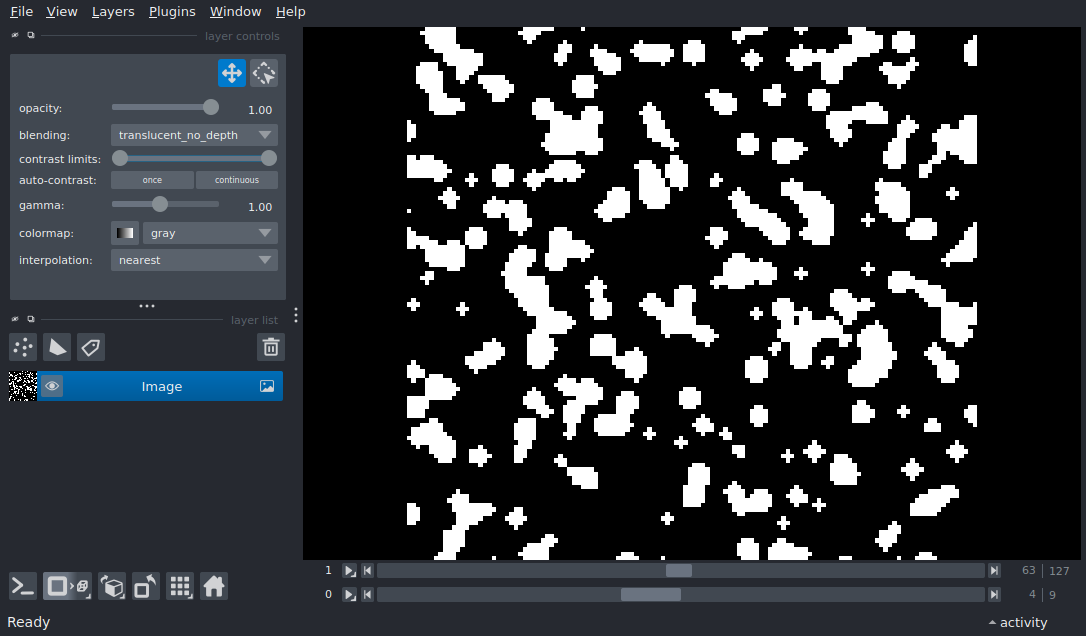 File View Layers Plugins Window Help
layer controls
opacity: 1.00
blending: translucent_no_depth
contrast limits:
auto-contrast: once continuous
gamma: 1.00
colormap: gray
interpolation: nearest
layer list
Image
1 63 127
0 4 9
Ready activity